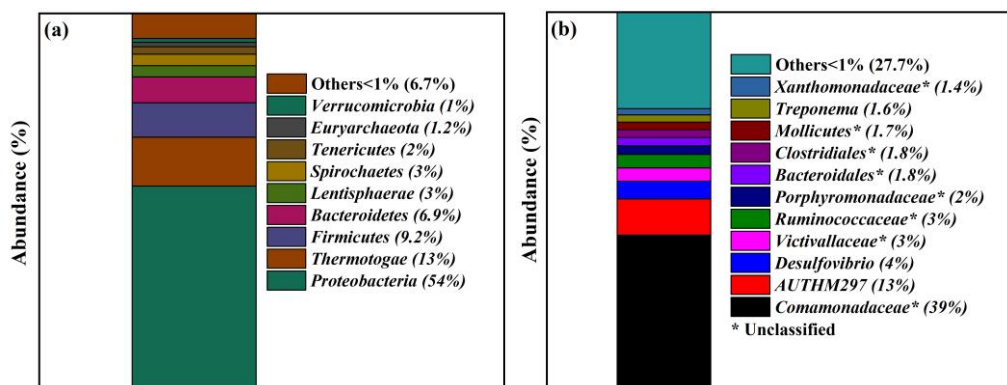 (a)
Abundance (%)
Others<1% (6.7%)
Verrucomicrobia (1%)
Euryarchaeota (1.2%)
Tenericutes (2%)
Spirochaetes (3%)
Lentisphaerae (3%)
Bacteroidetes (6.9%)
Firmicutes (9.2%)
Thermotogae (13%)
Proteobacteria (54%)
(b)
Abundance (%)
Others<1% (27.7%)
Xanthomonadaceae* (1.4%)
Treponema (1.6%)
Mollicutes* (1.7%)
Clostridiales* (1.8%)
Bacteroidales* (1.8%)
Porphyromonadaceae* (2%)
Ruminococcaceae* (3%)
Victivallaceae* (3%)
Desulfovibrio (4%)
AUTHM297 (13%)
Comamonadaceae* (39%)
* Unclassified